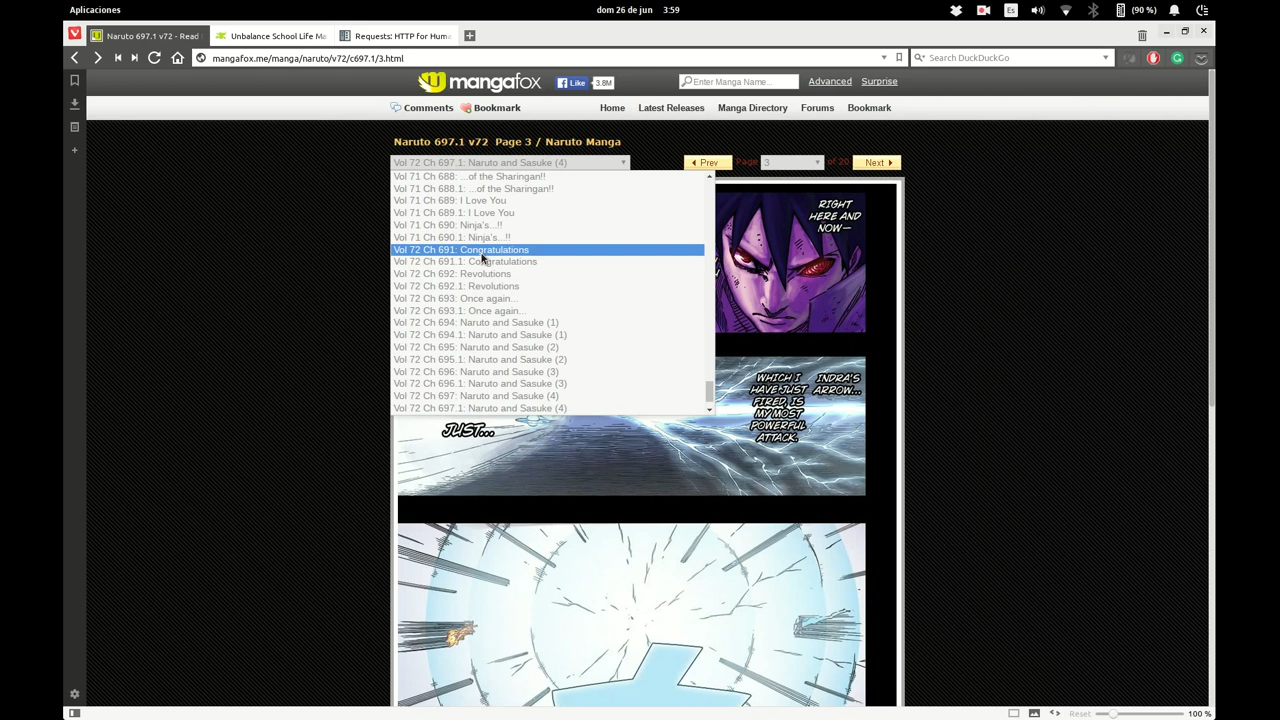 Aplicaciones
dom 26 de jun 3:59
Es
(90 %)
Naruto 697.1 v72 - Read
Unbalance School Life Ma
Requests: HTTP for Huma
mangafox.me/manga/naruto/v72/c697.1/3.html
Search DuckDuckGo
mangafox
Like
3.8M
Enter Manga Name...
Advanced
Surprise
Comments
Bookmark
Home
Latest Releases
Manga Directory
Forums
Bookmark
Naruto 697.1 v72 Page 3 / Naruto Manga
Vol 72 Ch 697.1: Naruto and Sasuke (4)
Prev
Page
3
of 20
Next
Vol 71 Ch 688: ...of the Sharingan!!
Vol 71 Ch 688.1: ...of the Sharingan!!
Vol 71 Ch 689: I Love You
Vol 71 Ch 689.1: I Love You
Vol 71 Ch 690: Ninja's...!!
Vol 71 Ch 690.1: Ninja's...!!
Vol 72 Ch 691: Congratulations
Vol 72 Ch 691.1: Congratulations
Vol 72 Ch 692: Revolutions
Vol 72 Ch 692.1: Revolutions
Vol 72 Ch 693: Once again...
Vol 72 Ch 693.1: Once again...
Vol 72 Ch 694: Naruto and Sasuke (1)
Vol 72 Ch 694.1: Naruto and Sasuke (1)
Vol 72 Ch 695: Naruto and Sasuke (2)
Vol 72 Ch 695.1: Naruto and Sasuke (2)
Vol 72 Ch 696: Naruto and Sasuke (3)
Vol 72 Ch 696.1: Naruto and Sasuke (3)
Vol 72 Ch 697: Naruto and Sasuke (4)
Vol 72 Ch 697.1: Naruto and Sasuke (4)
RIGHT
HERE AND
NOW—
INDRA'S
ARROW...
WHICH I
HAVE JUST
FIRED, IS
MY MOST
POWERFUL
ATTACK.
JUST...
Reset
100 %